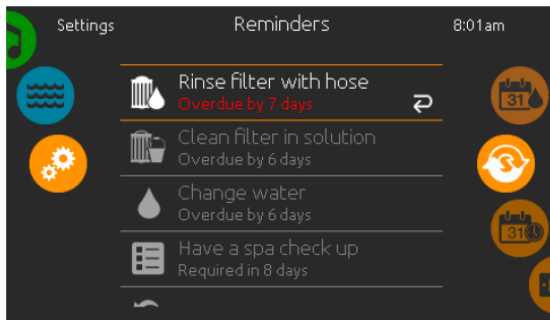 Settings
Reminders
8:01am
Rinse filter with hose
Overdue by 7 days
31
Clean filter in solution
Overdue by 6 days
Change water
Overdue by 6 days
31
Have a spa check up
Required in 8 days